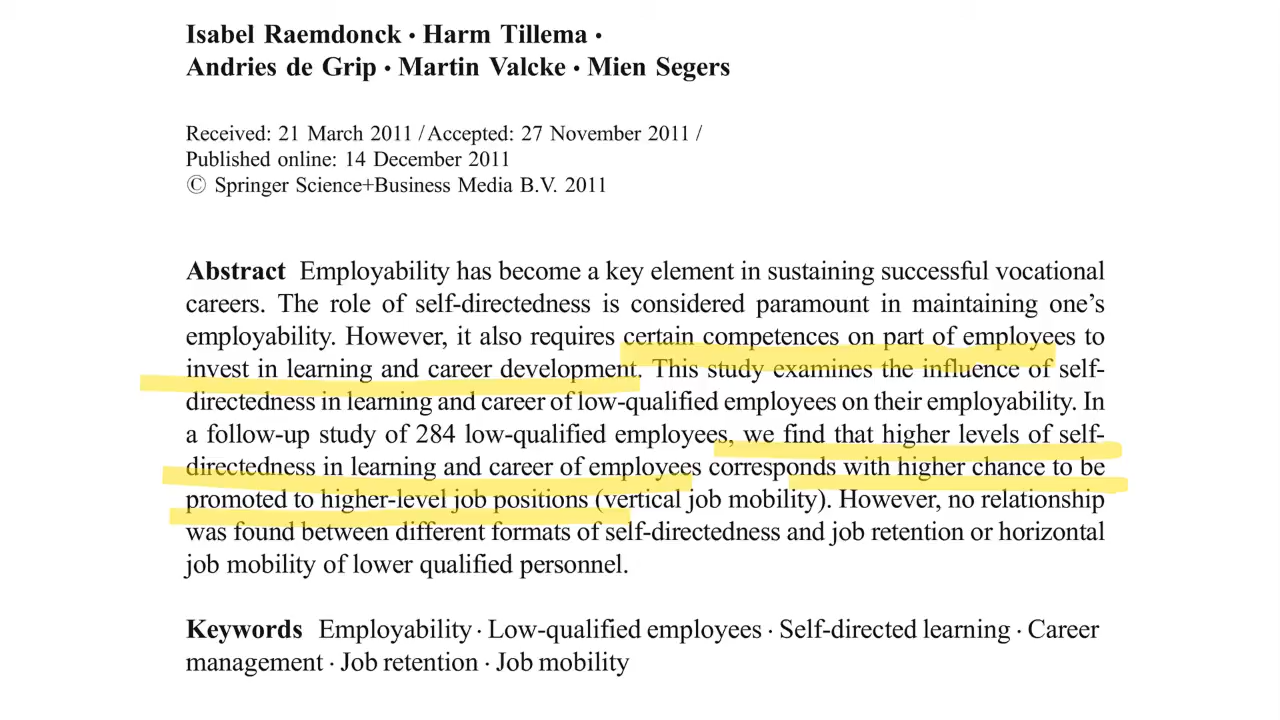 Isabel Raemdonck · Harm Tillema ·
Andries de Grip · Martin Valcke · Mien Segers
Received: 21 March 2011 / Accepted: 27 November 2011 /
Published online: 14 December 2011
© Springer Science+Business Media B.V. 2011
Abstract Employability has become a key element in sustaining successful vocational
careers. The role of self-directedness is considered paramount in maintaining one's
employability. However, it also requires certain competences on part of employees to
invest in learning and career development. This study examines the influence of self-
directedness in learning and career of low-qualified employees on their employability. In
a follow-up study of 284 low-qualified employees, we find that higher levels of self-
directedness in learning and career of employees corresponds with higher chance to be
promoted to higher-level job positions (vertical job mobility). However, no relationship
was found between different formats of self-directedness and job retention or horizontal
job mobility of lower qualified personnel.
Keywords Employability · Low-qualified employees · Self-directed learning · Career
management · Job retention · Job mobility